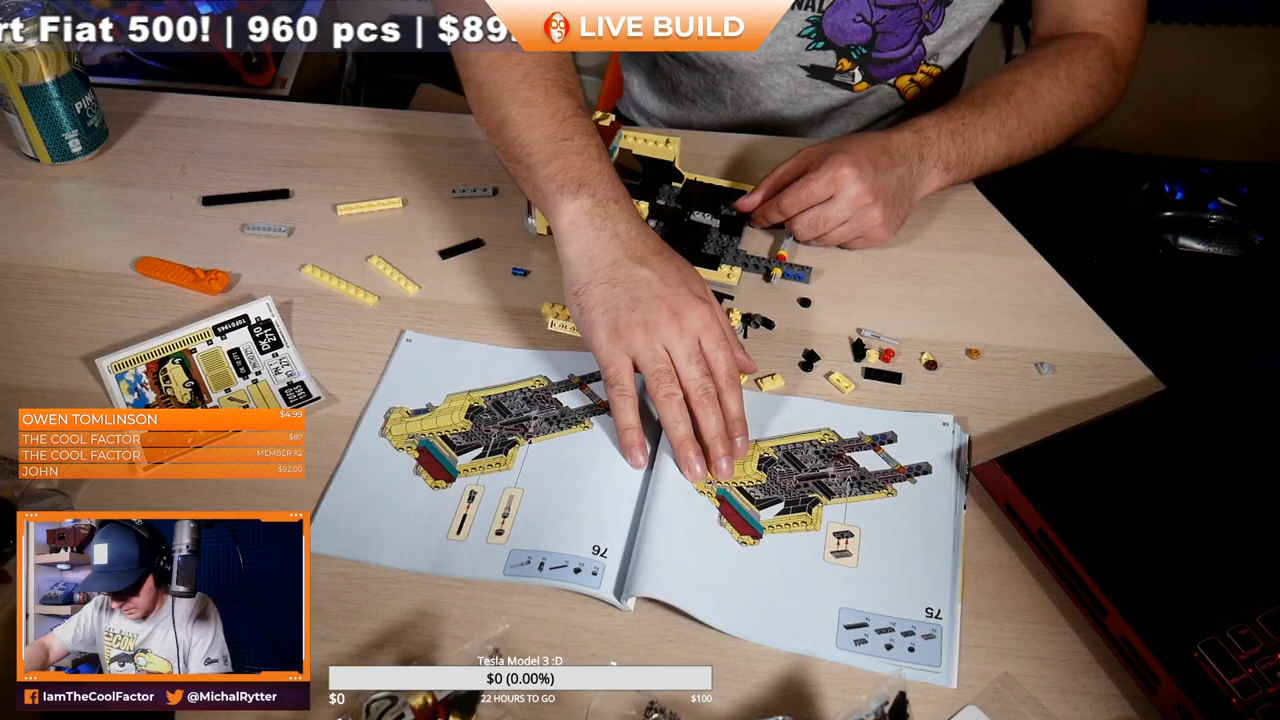 rt Fiat 500! | 960 pcs | $89
LIVE BUILD
OWEN TOMLINSON $4.99
THE COOL FACTOR $87
THE COOL FACTOR MEMBER X2
JOHN $92.00
76
75
Tesla Model 3 :D
$0 (0.00%)
$0 22 HOURS TO GO $100
IamTheCoolFactor @MichalRytter